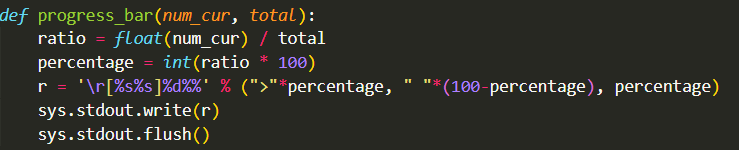 def progress_bar(num_cur, total):
    ratio = float(num_cur) / total
    percentage = int(ratio * 100)
    r = '\r[%s%s]%d%%' % (">"*percentage, " "*(100-percentage), percentage)
    sys.stdout.write(r)
    sys.stdout.flush()